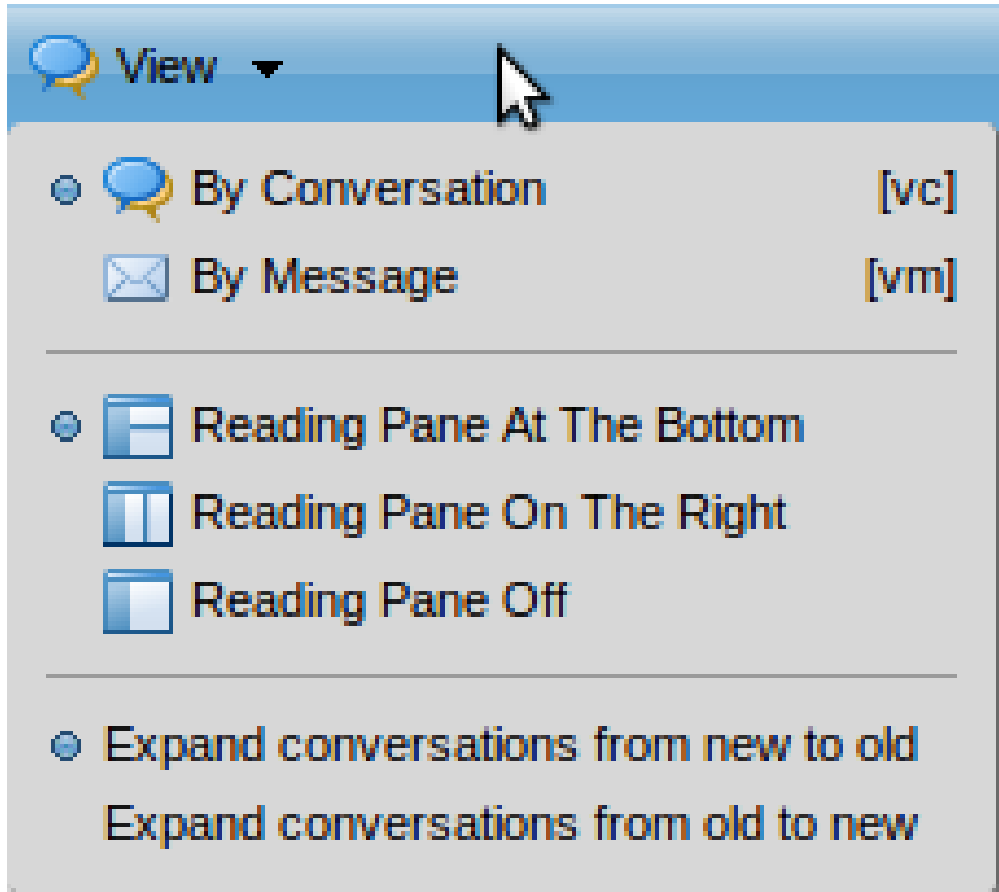 View
By Conversation [vc]
By Message [vm]
Reading Pane At The Bottom
Reading Pane On The Right
Reading Pane Off
Expand conversations from new to old
Expand conversations from old to new